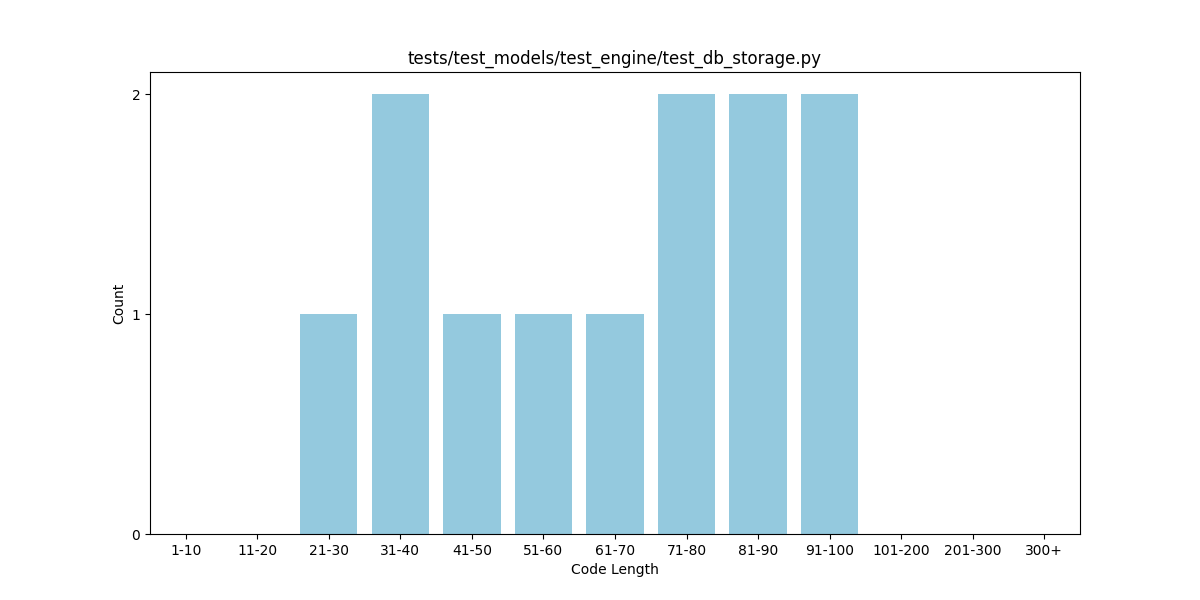 tests/test_models/test_engine/test_db_storage.py
Count
2
1
0
1-10 11-20 21-30 31-40 41-50 51-60 61-70 71-80 81-90 91-100 101-200 201-300 300+
Code Length